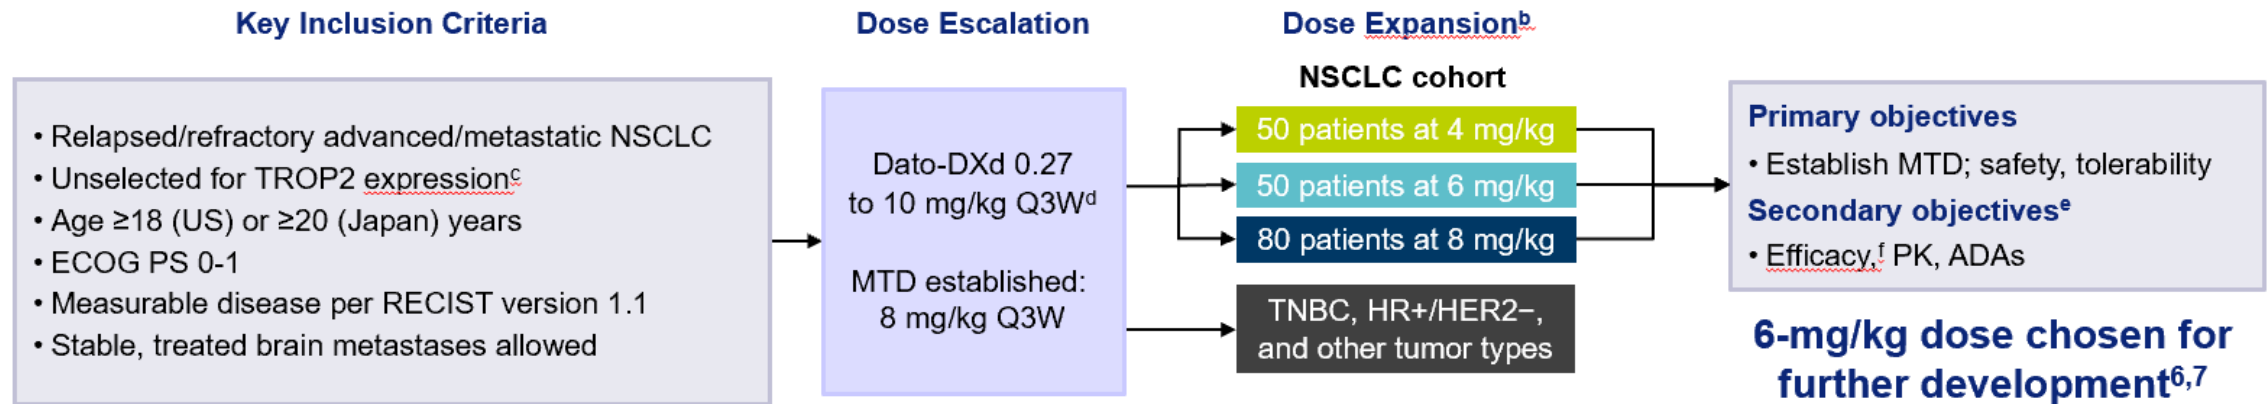 Key Inclusion Criteria
• Relapsed/refractory advanced/metastatic NSCLC
• Unselected for TROP2 expressionᶜ
• Age ≥18 (US) or ≥20 (Japan) years
• ECOG PS 0-1
• Measurable disease per RECIST version 1.1
• Stable, treated brain metastases allowed
Dose Escalation
Dato-DXd 0.27
to 10 mg/kg Q3Wᵈ
MTD established:
8 mg/kg Q3W
Dose Expansionᵇ
NSCLC cohort
50 patients at 4 mg/kg
50 patients at 6 mg/kg
80 patients at 8 mg/kg
TNBC, HR+/HER2−,
and other tumor types
Primary objectives
• Establish MTD; safety, tolerability
Secondary objectivesᵉ
• Efficacy,ᶠ PK, ADAs
6-mg/kg dose chosen for
further development⁶,⁷